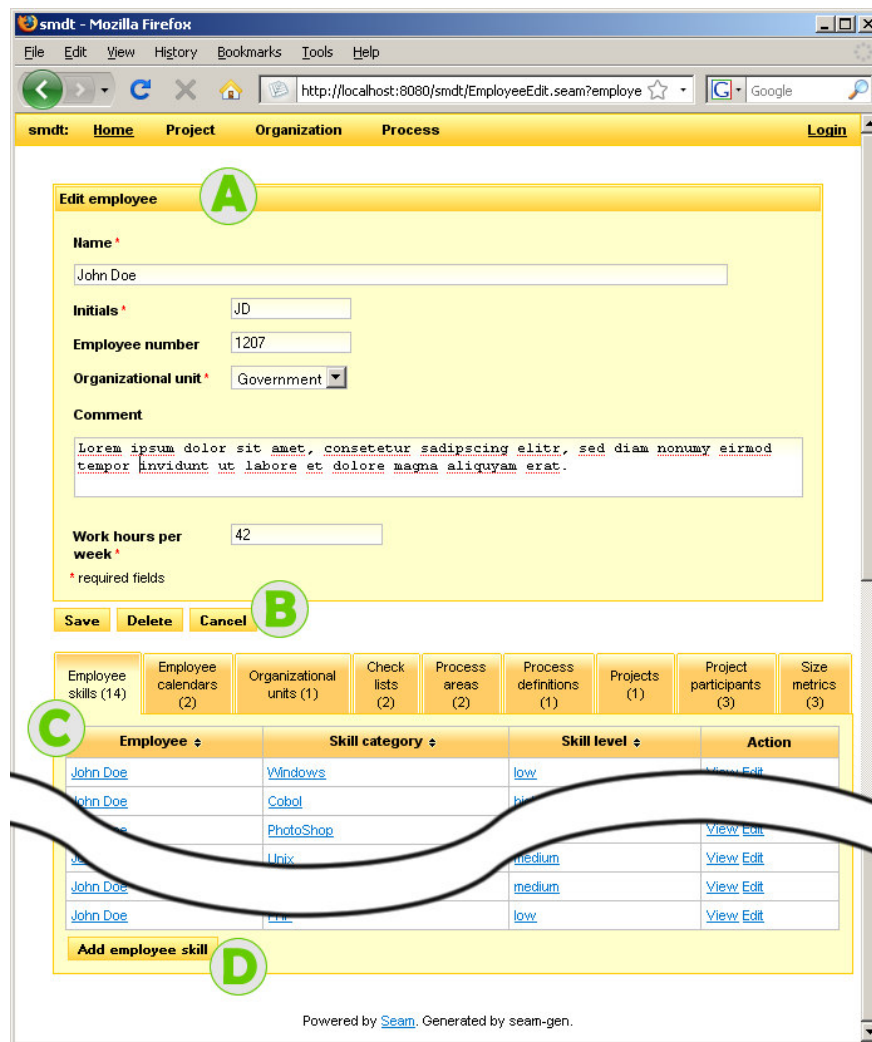 smdt - Mozilla Firefox
File Edit View History Bookmarks Tools Help
http://localhost:8080/smdt/EmployeeEdit.seam?employe G Google
smdt: Home Project Organization Process Login
Edit employee A
Name *
John Doe
Initials * JD
Employee number 1207
Organizational unit * Government
Comment
Lorem ipsum dolor sit amet, consetetur sadipscing elitr, sed diam nonumy eirmod
tempor invidunt ut labore et dolore magna aliquyam erat.
Work hours per 42
week *
* required fields
Save Delete Cancel B
Employee skills (14) Employee calendars (2) Organizational units (1) Check lists (2) Process areas (2) Process definitions (1) Projects (1) Project participants (3) Size metrics (3)
C
Employee Skill category Skill level Action
John Doe Windows low View Edit
John Doe Cobol
PhotoShop View Edit
Unix medium View Edit
John Doe medium View Edit
John Doe low View Edit
Add employee skill D
Powered by Seam. Generated by seam-gen.